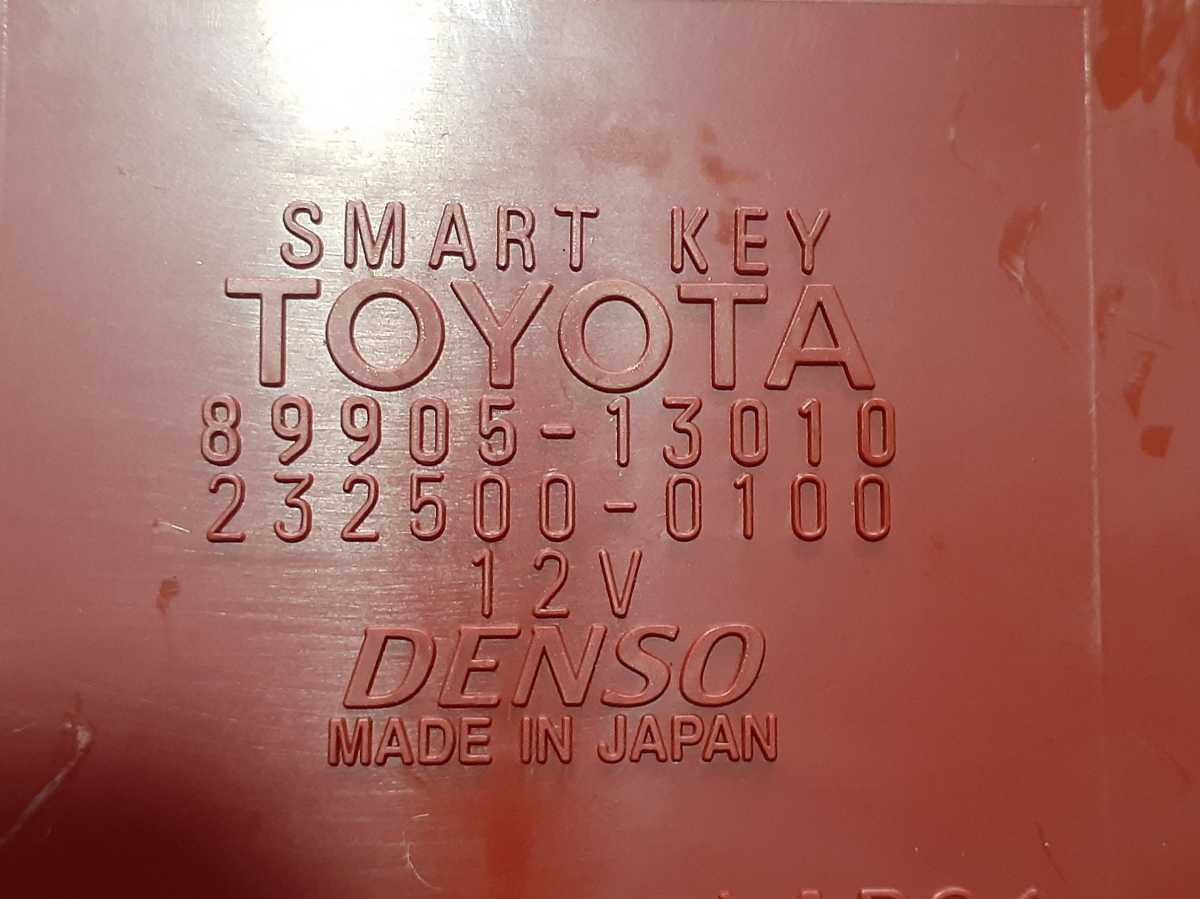 SMART KEY
TOYOTA
89905-13010
232500-0100
12V
DENSO
MADE IN JAPAN